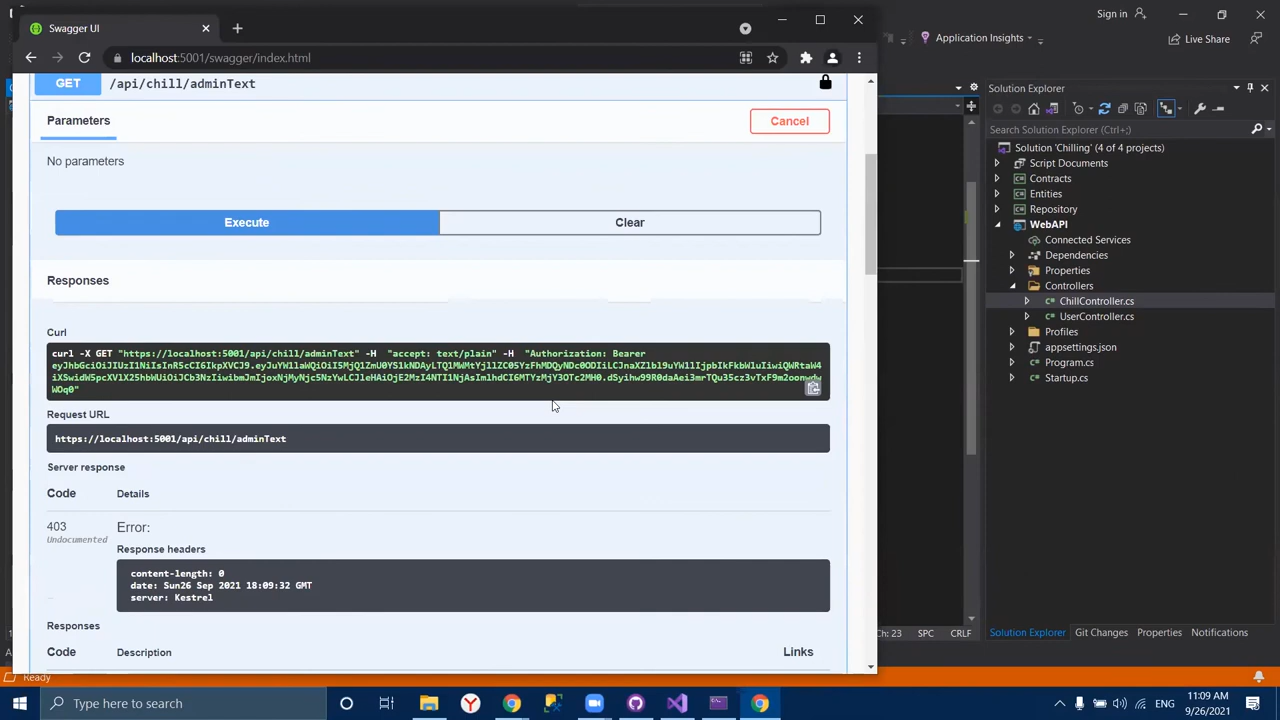 Swagger UI
Sign in
Application Insights
Live Share
localhost:5001/swagger/index.html
GET /api/chill/adminText
Parameters
Cancel
No parameters
Execute
Clear
Responses
Curl
curl -X GET "https://localhost:5001/api/chill/adminText" -H "accept: text/plain" -H "Authorization: Bearer
Request URL
https://localhost:5001/api/chill/adminText
Server response
Code Details
403 Error:
Undocumented
Response headers
content-length: 0
date: Sun26 Sep 2021 18:09:32 GMT
server: Kestrel
Responses
Code Description Links
Solution Explorer
Search Solution Explorer (Ctrl+;)
Solution 'Chilling' (4 of 4 projects)
Script Documents
Contracts
Entities
Repository
WebAPI
Connected Services
Dependencies
Properties
Controllers
ChillController.cs
UserController.cs
Profiles
appsettings.json
Program.cs
Startup.cs
Ch: 23 SPC CRLF
Solution Explorer Git Changes Properties Notifications
Ready
Type here to search
ENG
11:09 AM
9/26/2021